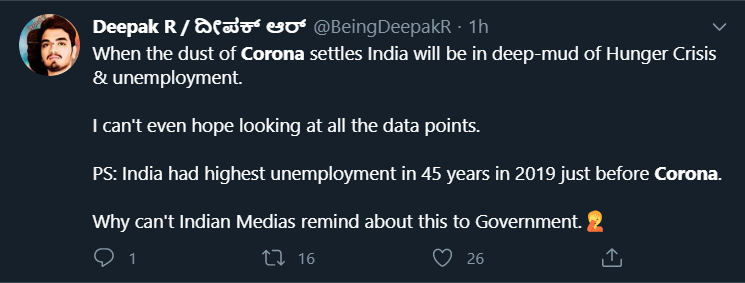 Deepak R / ದೀಪಕ್ ಆರ್ @BeingDeepakR · 1h
When the dust of Corona settles India will be in deep-mud of Hunger Crisis
& unemployment.
I can't even hope looking at all the data points.
PS: India had highest unemployment in 45 years in 2019 just before Corona.
Why can't Indian Medias remind about this to Government. 🤦
1 16 26